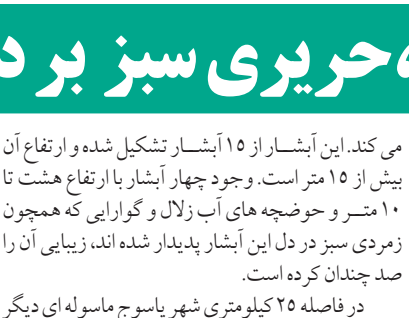 حریری سبز بر د
می کند. این آبشار از ۱۵ آبشار تشکیل شده و ارتفاع آن
بیش از ۱۵ متر است. وجود چهار آبشار با ارتفاع هشت تا
۱۰ متر و حوضچه های آب زلال و گوارایی که همچون
زمردی سبز در دل این آبشار پدیدار شده اند، زیبایی آن را
صد چندان کرده است.
در فاصله ۲۵ کیلومتری شهر یاسوج ماسوله ای دیگر